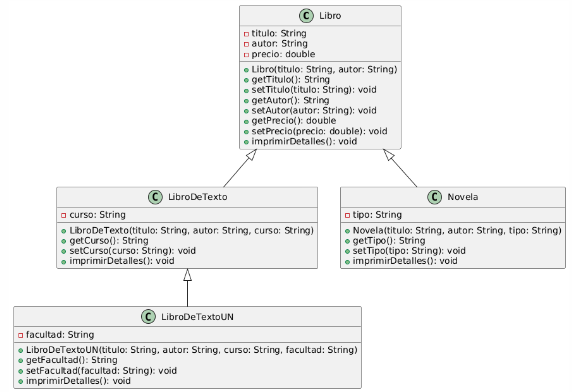 C Libro
titulo: String
autor: String
precio: double
Libro(titulo: String, autor: String)
getTitulo(): String
setTitulo(titulo: String): void
getAutor(): String
setAutor(autor: String): void
getPrecio(): double
setPrecio(precio: double): void
imprimirDetalles(): void
C LibroDeTexto
curso: String
LibroDeTexto(titulo: String, autor: String, curso: String)
getCurso(): String
setCurso(curso: String): void
imprimirDetalles(): void
C Novela
tipo: String
Novela(titulo: String, autor: String, tipo: String)
getTipo(): String
setTipo(tipo: String): void
imprimirDetalles(): void
C LibroDeTextoUN
facultad: String
LibroDeTextoUN(titulo: String, autor: String, curso: String, facultad: String)
getFacultad(): String
setFacultad(facultad: String): void
imprimirDetalles(): void